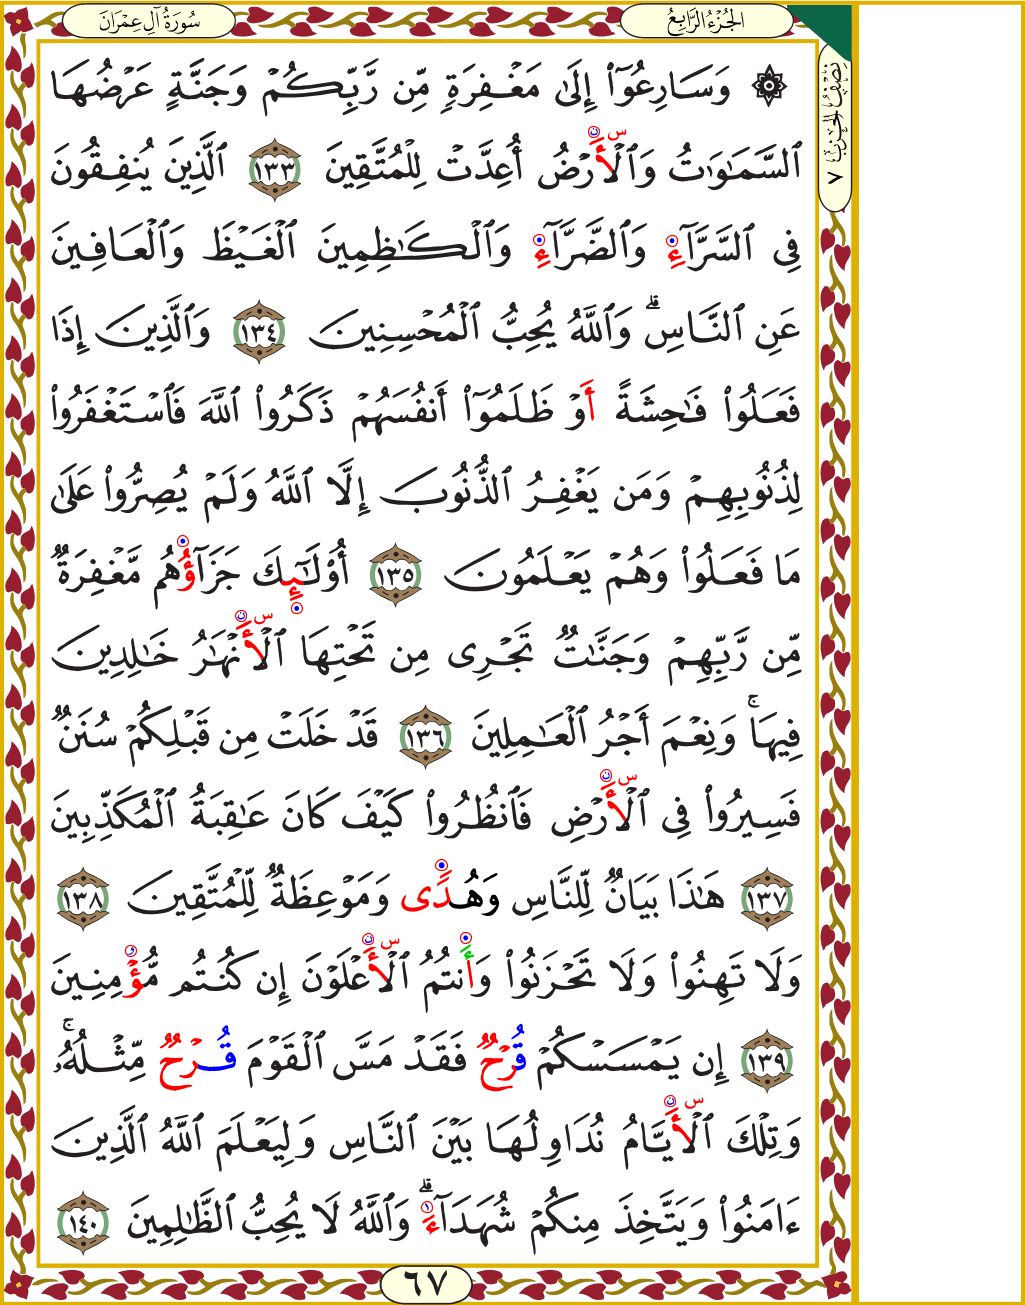 سُورَةُ آلِ عِمْرَانَ
الجُزْءُ الرَّابِعُ
نِصْفُ الحِزْبِ ٧
۞ وَسَارِعُوٓا۟ إِلَىٰ مَغْفِرَةٍ مِّن رَّبِّكُمْ وَجَنَّةٍ عَرْضُهَا
ٱلسَّمَـٰوَٰتُ وَٱلْأَرْضُ أُعِدَّتْ لِلْمُتَّقِينَ ١٣٣ ٱلَّذِينَ يُنفِقُونَ
فِى ٱلسَّرَّآءِ وَٱلضَّرَّآءِ وَٱلْكَـٰظِمِينَ ٱلْغَيْظَ وَٱلْعَافِينَ
عَنِ ٱلنَّاسِ ۗ وَٱللَّهُ يُحِبُّ ٱلْمُحْسِنِينَ ١٣٤ وَٱلَّذِينَ إِذَا
فَعَلُوا۟ فَـٰحِشَةً أَوْ ظَلَمُوٓا۟ أَنفُسَهُمْ ذَكَرُوا۟ ٱللَّهَ فَٱسْتَغْفَرُوا۟
لِذُنُوبِهِمْ وَمَن يَغْفِرُ ٱلذُّنُوبَ إِلَّا ٱللَّهُ وَلَمْ يُصِرُّوا۟ عَلَىٰ
مَا فَعَلُوا۟ وَهُمْ يَعْلَمُونَ ١٣٥ أُو۟لَـٰٓئِكَ جَزَآؤُهُم مَّغْفِرَةٌ
مِّن رَّبِّهِمْ وَجَنَّـٰتٌ تَجْرِى مِن تَحْتِهَا ٱلْأَنْهَـٰرُ خَـٰلِدِينَ
فِيهَا ۚ وَنِعْمَ أَجْرُ ٱلْعَـٰمِلِينَ ١٣٦ قَدْ خَلَتْ مِن قَبْلِكُمْ سُنَنٌ
فَسِيرُوا۟ فِى ٱلْأَرْضِ فَٱنظُرُوا۟ كَيْفَ كَانَ عَـٰقِبَةُ ٱلْمُكَذِّبِينَ
١٣٧ هَـٰذَا بَيَانٌ لِّلنَّاسِ وَهُدًى وَمَوْعِظَةٌ لِّلْمُتَّقِينَ ١٣٨
وَلَا تَهِنُوا۟ وَلَا تَحْزَنُوا۟ وَأَنتُمُ ٱلْأَعْلَوْنَ إِن كُنتُم مُّؤْمِنِينَ
١٣٩ إِن يَمْسَسْكُمْ قُرْحٌ فَقَدْ مَسَّ ٱلْقَوْمَ قُرْحٌ مِّثْلُهُۥ ۚ
وَتِلْكَ ٱلْأَيَّامُ نُدَاوِلُهَا بَيْنَ ٱلنَّاسِ وَلِيَعْلَمَ ٱللَّهُ ٱلَّذِينَ
ءَامَنُوا۟ وَيَتَّخِذَ مِنكُمْ شُهَدَآءَ ۗ وَٱللَّهُ لَا يُحِبُّ ٱلظَّـٰلِمِينَ ١٤٠
٦٧